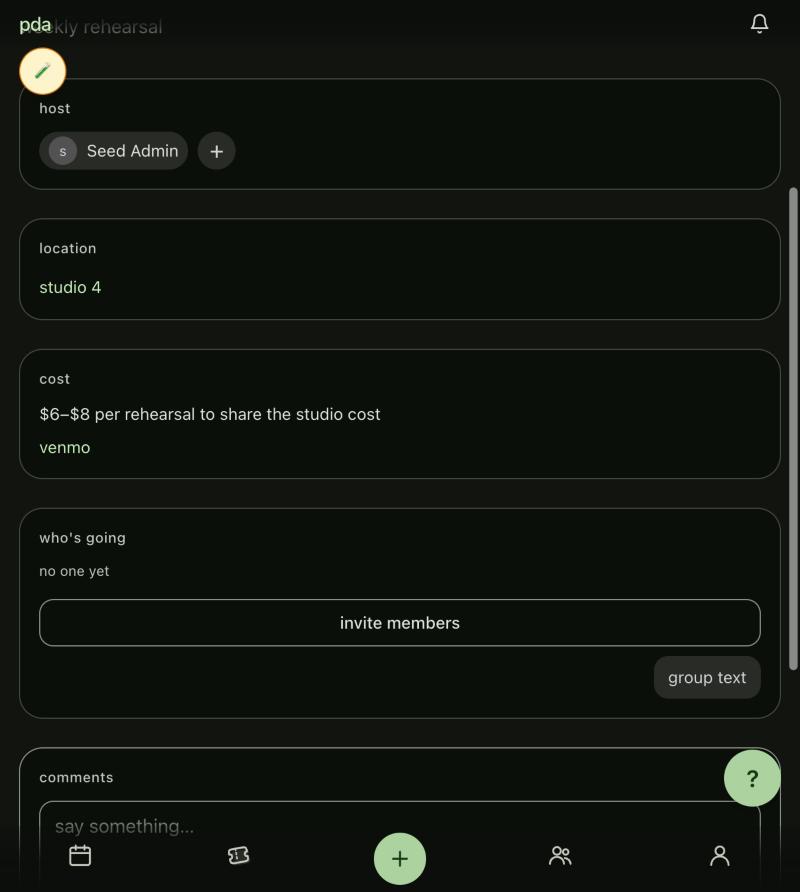 pda
weekly rehearsal
host
s Seed Admin +
location
studio 4
cost
$6–$8 per rehearsal to share the studio cost
venmo
who's going
no one yet
invite members
group text
comments
?
say something...
+